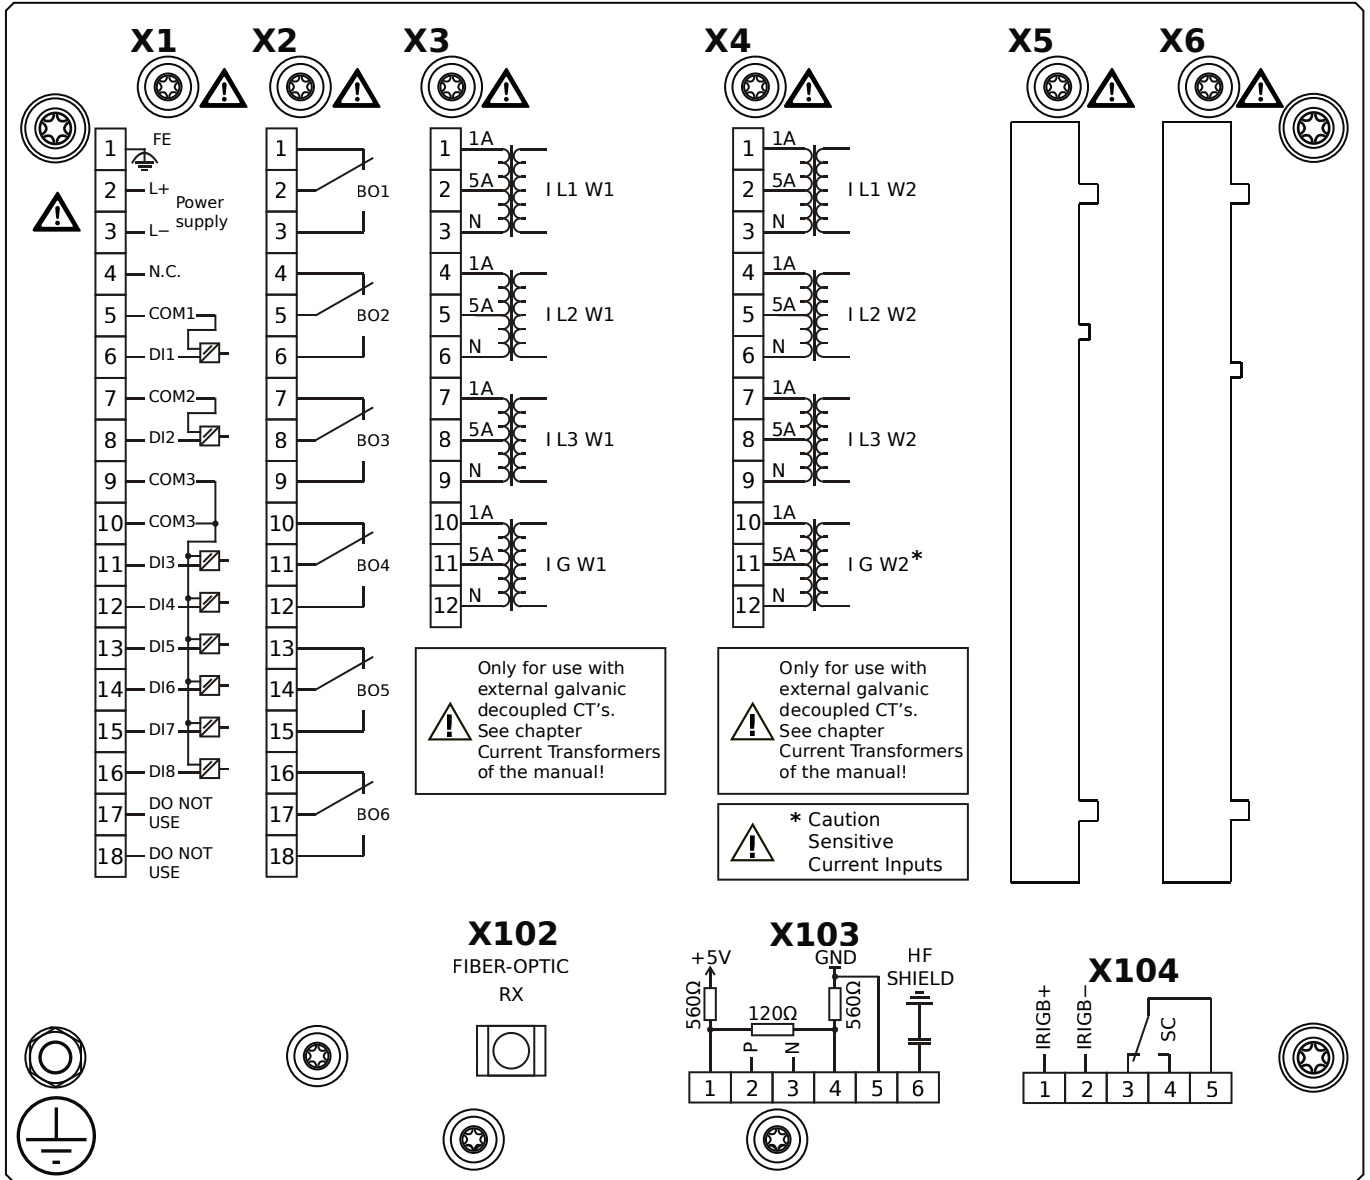 X1
X2
X3
X4
X5
X6
1
FE
2
L+
Power
supply
3
L−
4
N.C.
5
COM1
6
DI1
7
COM2
8
DI2
9
COM3
10
COM3
11
DI3
12
DI4
13
DI5
14
DI6
15
DI7
16
DI8
17
DO NOT
USE
18
DO NOT
USE
1
2
BO1
3
4
5
BO2
6
7
8
BO3
9
10
11
BO4
12
13
14
BO5
15
16
17
BO6
18
1
1A
2
5A
I L1 W1
3
N
4
1A
5
5A
I L2 W1
6
N
7
1A
8
5A
I L3 W1
9
N
10
1A
11
5A
I G W1
12
N
Only for use with
external galvanic
decoupled CT's.
See chapter
Current Transformers
of the manual!
1
1A
2
5A
I L1 W2
3
N
4
1A
5
5A
I L2 W2
6
N
7
1A
8
5A
I L3 W2
9
N
10
1A
11
5A
I G W2*
12
N
Only for use with
external galvanic
decoupled CT's.
See chapter
Current Transformers
of the manual!
* Caution
Sensitive
Current Inputs
X102
FIBER-OPTIC
RX
X103
+5V
GND
HF
SHIELD
560Ω
120Ω
560Ω
P
N
1 2 3 4 5 6
X104
IRIGB+
IRIGB−
SC
1 2 3 4 5